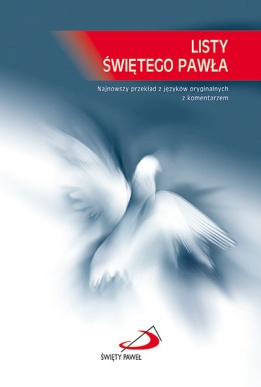 LISTY
ŚWIĘTEGO PAWŁA
Najnowszy przekład z języków oryginalnych
z komentarzem
ŚWIĘTY PAWEŁ